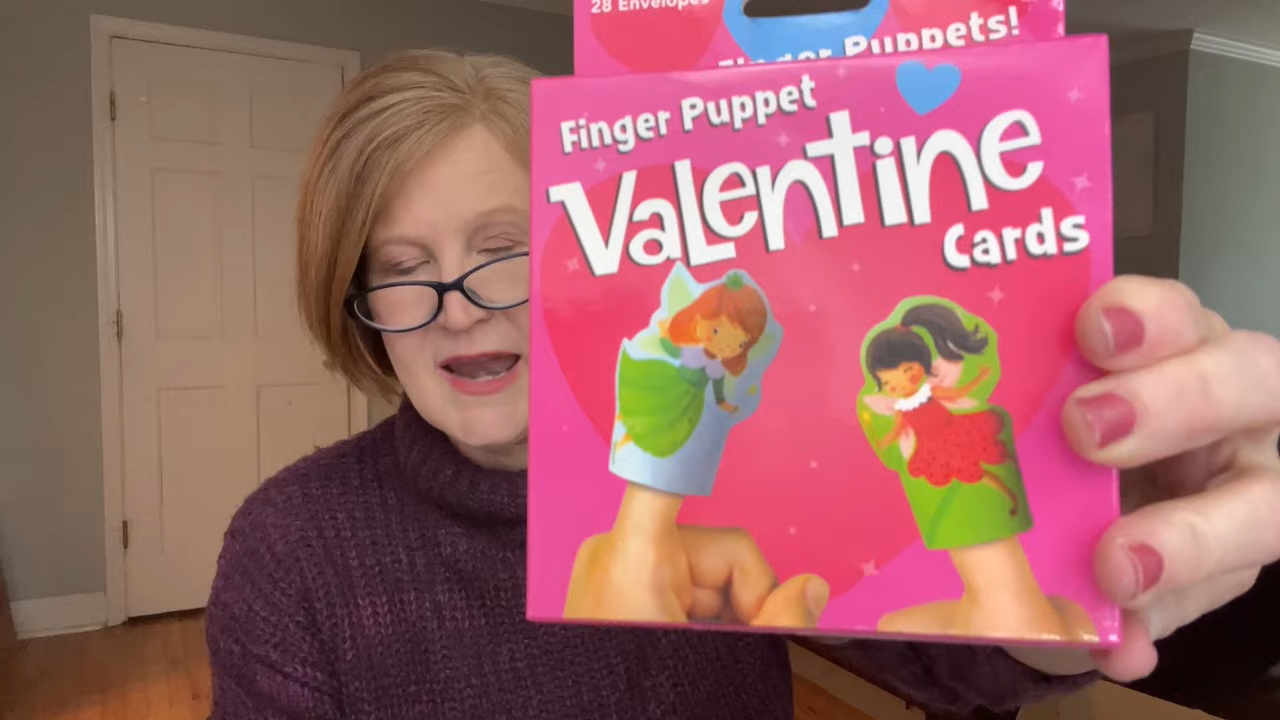 28 Envelopes
Finger Puppets!
Finger Puppet
Valentine
Cards